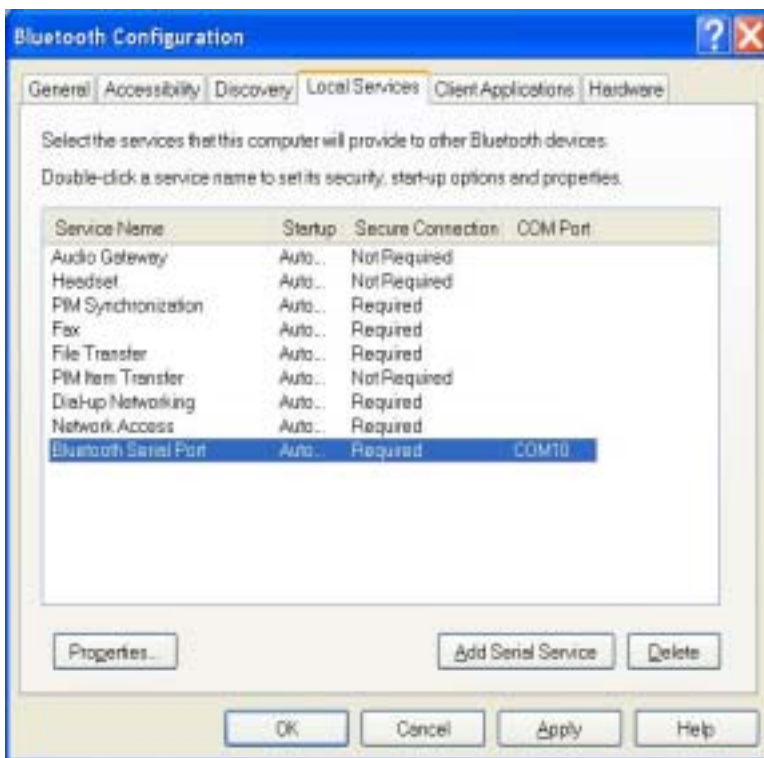 Bluetooth Configuration
General Accessibility Discovery Local Services Client Applications Hardware
Select the services that this computer will provide to other Bluetooth devices.
Double-click a service name to set its security, start-up options and properties.
Service Name Startup Secure Connection COM Port
Audio Gateway Auto... Not Required
Headset Auto... Not Required
PIM Synchronization Auto... Required
Fax Auto... Required
File Transfer Auto... Required
PIM Item Transfer Auto... Not Required
Dial-up Networking Auto... Required
Network Access Auto... Required
Bluetooth Serial Port Auto... Required COM10
Properties... Add Serial Service Delete
OK Cancel Apply Help